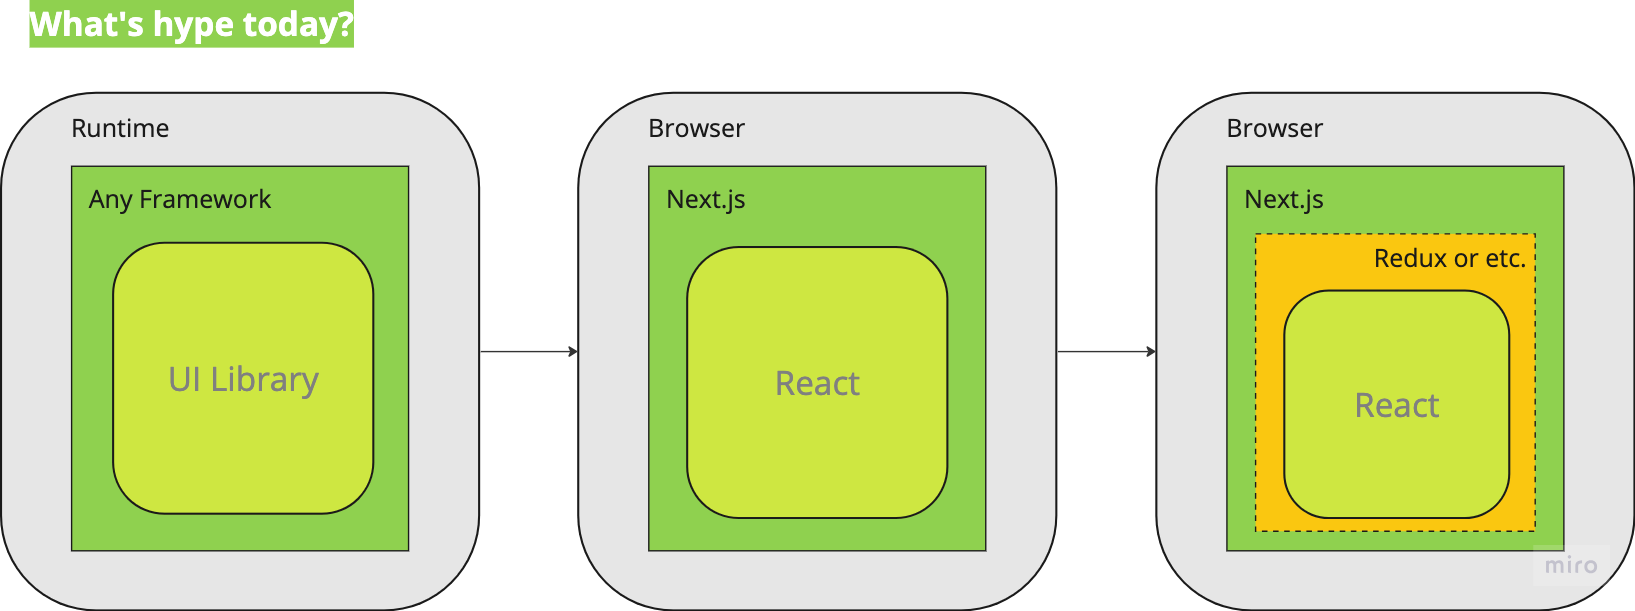 What's hype today?
Runtime
Any Framework
UI Library
Browser
Next.js
React
Browser
Next.js
Redux or etc.
React
miro